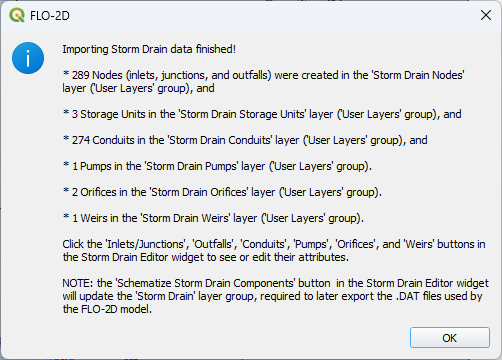 FLO-2D
Importing Storm Drain data finished!
* 289 Nodes (inlets, junctions, and outfalls) were created in the 'Storm Drain Nodes'
layer ('User Layers' group), and
* 3 Storage Units in the 'Storm Drain Storage Units' layer ('User Layers' group), and
* 274 Conduits in the 'Storm Drain Conduits' layer ('User Layers' group), and
* 1 Pumps in the 'Storm Drain Pumps' layer ('User Layers' group).
* 2 Orifices in the 'Storm Drain Orifices' layer ('User Layers' group).
* 1 Weirs in the 'Storm Drain Weirs' layer ('User Layers' group).
Click the 'Inlets/Junctions', 'Outfalls', 'Conduits', 'Pumps', 'Orifices', and 'Weirs' buttons in
the Storm Drain Editor widget to see or edit their attributes.
NOTE: the 'Schematize Storm Drain Components' button  in the Storm Drain Editor widget
will update the 'Storm Drain' layer group, required to later export the .DAT files used by
the FLO-2D model.
OK